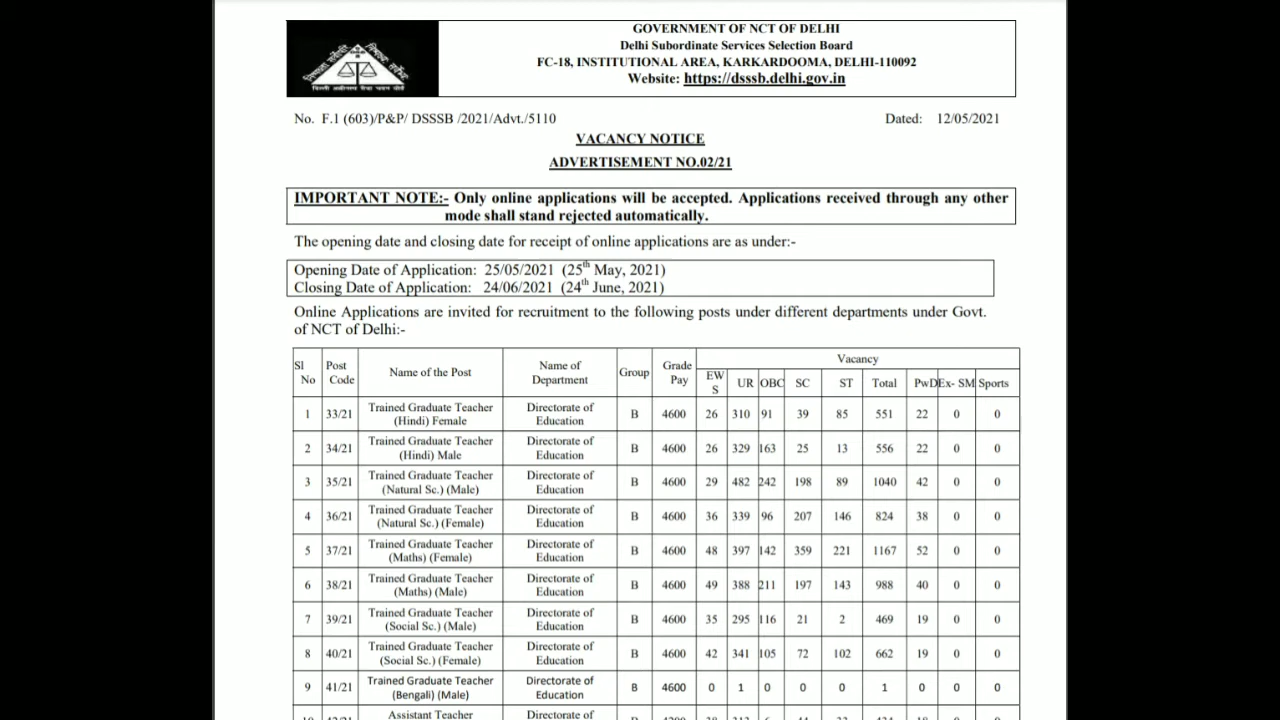 GOVERNMENT OF NCT OF DELHI
Delhi Subordinate Services Selection Board
FC-18, INSTITUTIONAL AREA, KARKARDOOMA, DELHI-110092
Website: https://dsssb.delhi.gov.in
No. F.1 (603)/P&P/ DSSSB /2021/Advt./5110 Dated: 12/05/2021
VACANCY NOTICE
ADVERTISEMENT NO.02/21
IMPORTANT NOTE:- Only online applications will be accepted. Applications received through any other
mode shall stand rejected automatically.
The opening date and closing date for receipt of online applications are as under:-
Opening Date of Application: 25/05/2021 (25th May, 2021)
Closing Date of Application: 24/06/2021 (24th June, 2021)
Online Applications are invited for recruitment to the following posts under different departments under Govt.
of NCT of Delhi:-
Sl No Post Code Name of the Post Name of Department Group Grade Pay Vacancy
EWS UR OBC SC ST Total PwD Ex- SM Sports
1 33/21 Trained Graduate Teacher (Hindi) Female Directorate of Education B 4600 26 310 91 39 85 551 22 0 0
2 34/21 Trained Graduate Teacher (Hindi) Male Directorate of Education B 4600 26 329 163 25 13 556 22 0 0
3 35/21 Trained Graduate Teacher (Natural Sc.) (Male) Directorate of Education B 4600 29 482 242 198 89 1040 42 0 0
4 36/21 Trained Graduate Teacher (Natural Sc.) (Female) Directorate of Education B 4600 36 339 96 207 146 824 38 0 0
5 37/21 Trained Graduate Teacher (Maths) (Female) Directorate of Education B 4600 48 397 142 359 221 1167 52 0 0
6 38/21 Trained Graduate Teacher (Maths) (Male) Directorate of Education B 4600 49 388 211 197 143 988 40 0 0
7 39/21 Trained Graduate Teacher (Social Sc.) (Male) Directorate of Education B 4600 35 295 116 21 2 469 19 0 0
8 40/21 Trained Graduate Teacher (Social Sc.) (Female) Directorate of Education B 4600 42 341 105 72 102 662 19 0 0
9 41/21 Trained Graduate Teacher (Bengali) (Male) Directorate of Education B 4600 0 1 0 0 0 1 0 0 0
Assistant Teacher Directorate of